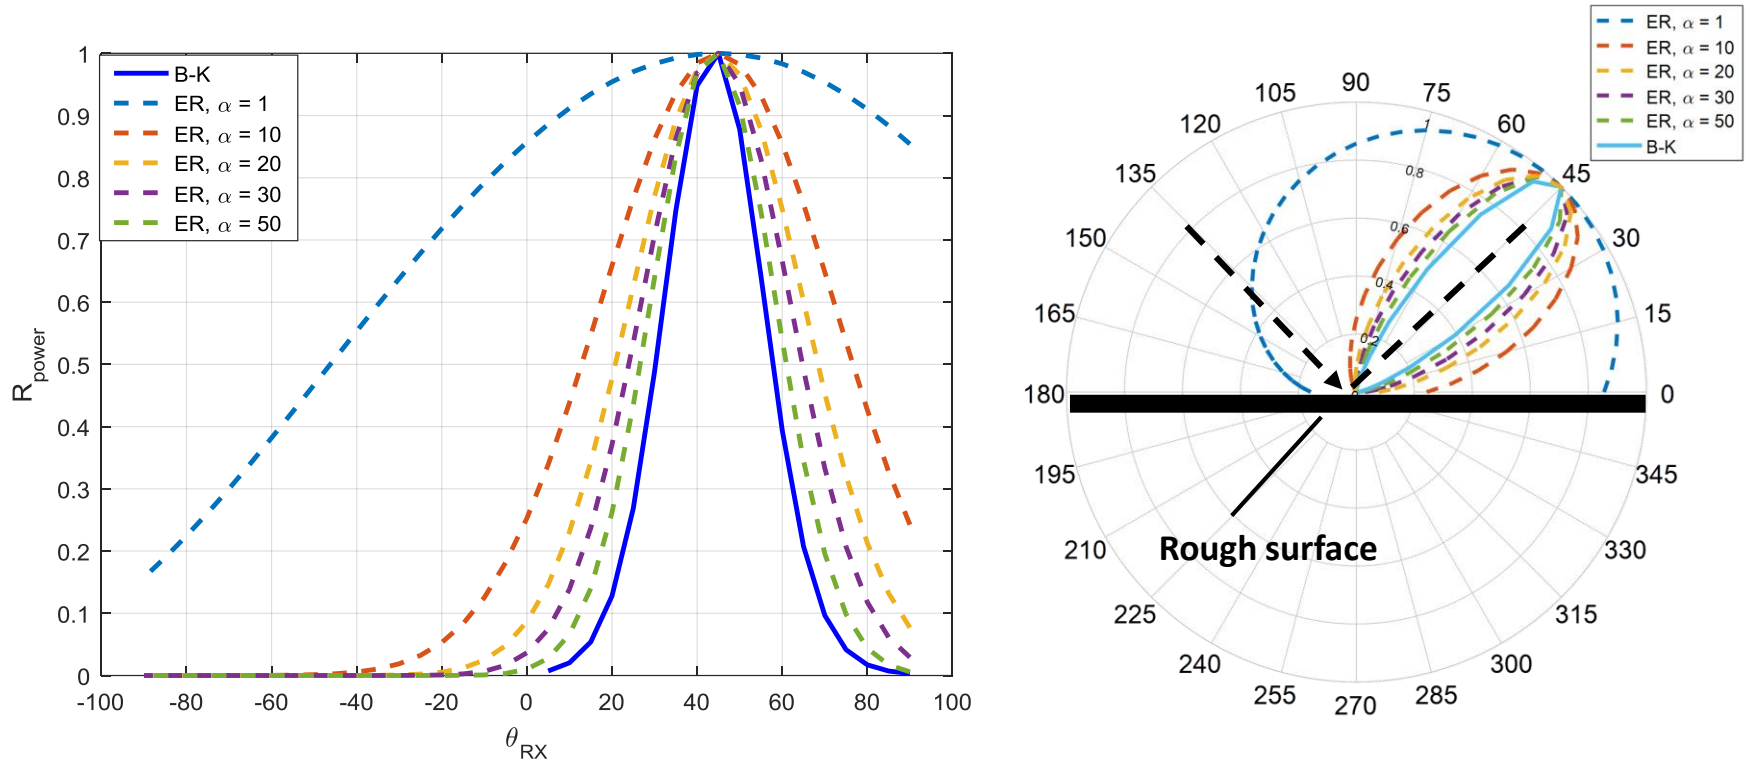 B-K
ER, α = 1
ER, α = 10
ER, α = 20
ER, α = 30
ER, α = 50
1
0.9
0.8
0.7
0.6
0.5
0.4
0.3
0.2
0.1
0
-100 -80 -60 -40 -20 0 20 40 60 80 100
R_power
θ_RX
ER, α = 1
ER, α = 10
ER, α = 20
ER, α = 30
ER, α = 50
B-K
90
105 75
120 60
135 45
150 30
165 15
180 0
195 345
210 330
225 315
240 300
255 285
270
1
0.8
0.6
0.4
0.2
0
Rough surface